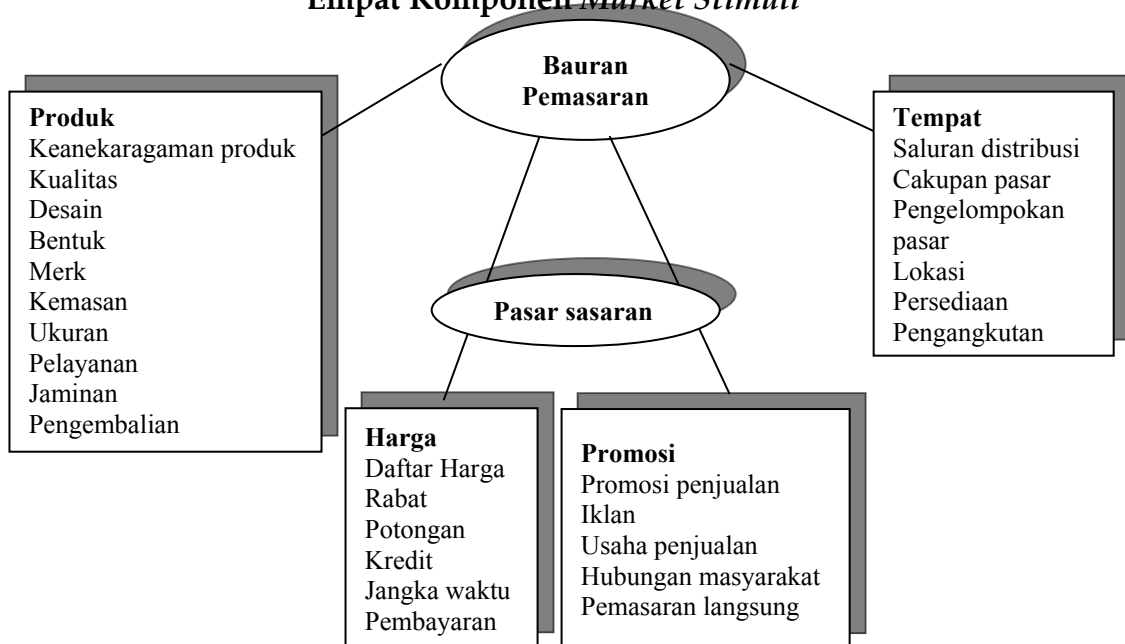 Empat Komponen Market Stimuli
Bauran
Pemasaran
Produk
Keanekaragaman produk
Kualitas
Desain
Bentuk
Merk
Kemasan
Ukuran
Pelayanan
Jaminan
Pengembalian
Tempat
Saluran distribusi
Cakupan pasar
Pengelompokan
pasar
Lokasi
Persediaan
Pengangkutan
Pasar sasaran
Harga
Daftar Harga
Rabat
Potongan
Kredit
Jangka waktu
Pembayaran
Promosi
Promosi penjualan
Iklan
Usaha penjualan
Hubungan masyarakat
Pemasaran langsung